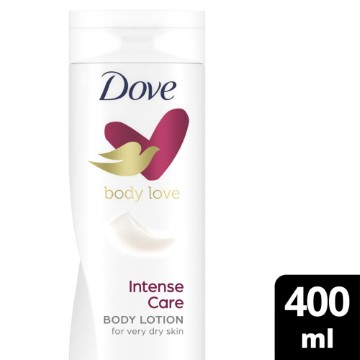 Dove
body love
Intense
Care
BODY LOTION
for very dry skin
400
ml